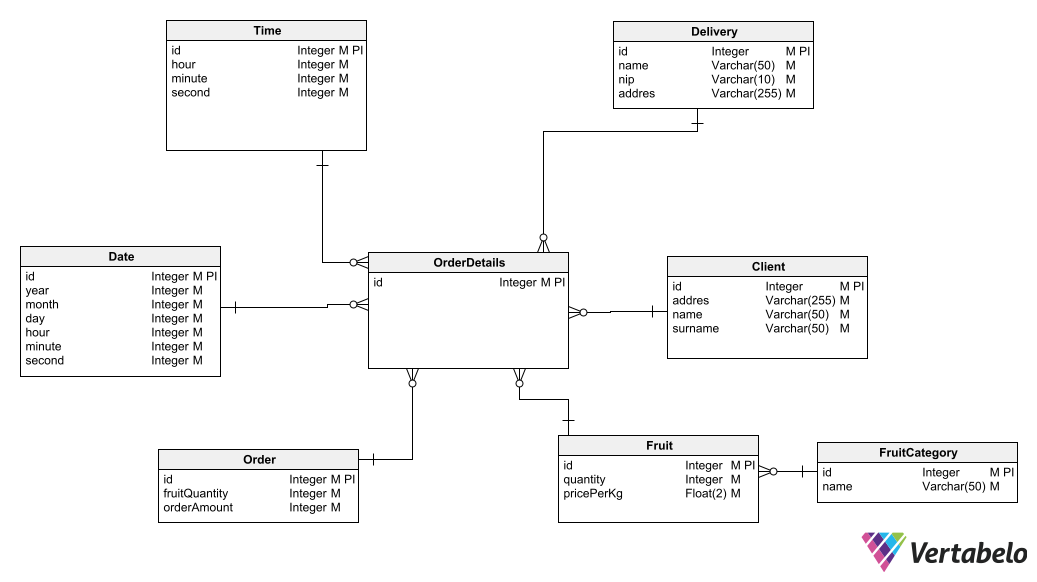 Time
id Integer M PI
hour Integer M
minute Integer M
second Integer M
Delivery
id Integer M PI
name Varchar(50) M
nip Varchar(10) M
addres Varchar(255) M
Date
id Integer M PI
year Integer M
month Integer M
day Integer M
hour Integer M
minute Integer M
second Integer M
OrderDetails
id Integer M PI
Client
id Integer M PI
addres Varchar(255) M
name Varchar(50) M
surname Varchar(50) M
Order
id Integer M PI
fruitQuantity Integer M
orderAmount Integer M
Fruit
id Integer M PI
quantity Integer M
pricePerKg Float(2) M
FruitCategory
id Integer M PI
name Varchar(50) M
Vertabelo